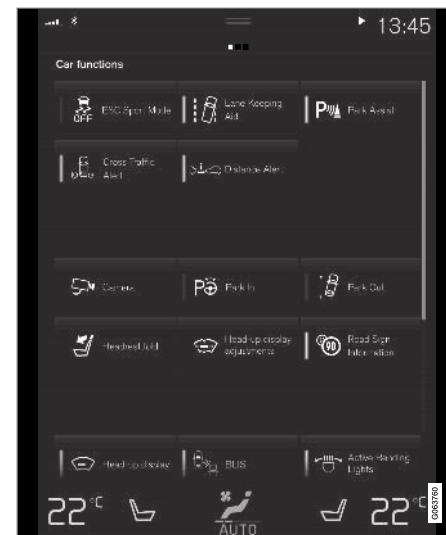 13:45
Car functions
OFF
ESC Sport Mode
Lane Keeping
Aid
P
Park Assist
Cross Traffic
Alert
Distance Alert
Camera
P
Park In
Park Out
Headrest fold
Head-up display
adjustments
90
Road Sign
Information
Head-up display
BLIS
Active Bending
Lights
22°C
AUTO
22°C
G063760